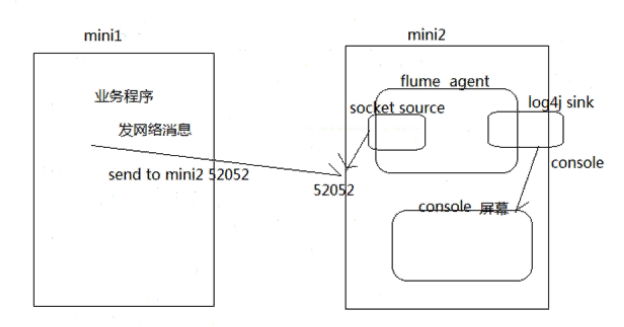 mini1
mini2
业务程序
发网络消息
send to mini2 52052
52052
flume agent
socket source
log4j sink
console
console 屏幕